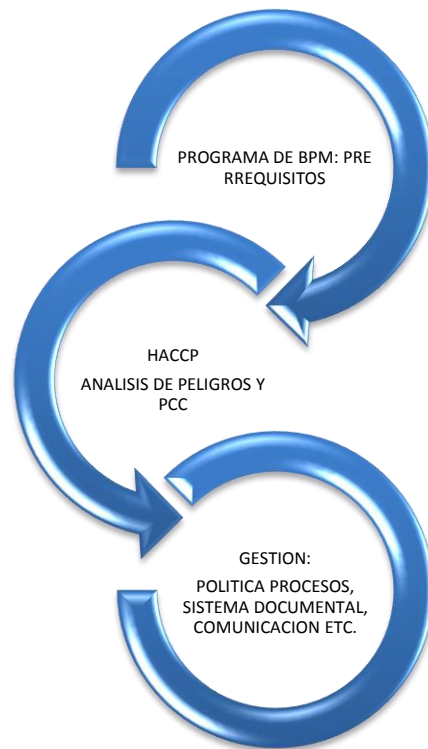 PROGRAMA DE BPM: PRE
RREQUISITOS
HACCP
ANALISIS DE PELIGROS Y
PCC
GESTION:
POLITICA PROCESOS,
SISTEMA DOCUMENTAL,
COMUNICACION ETC.